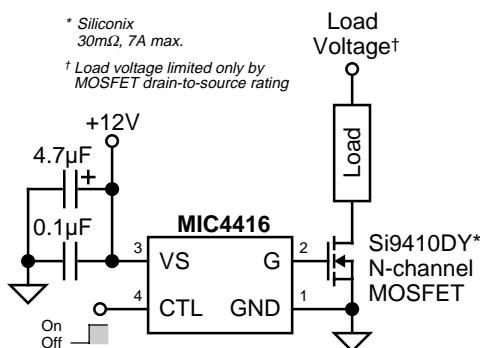 * Siliconix
30mΩ, 7A max.
† Load voltage limited only by
MOSFET drain-to-source rating
Load
Voltage†
+12V
4.7µF
+
0.1µF
Load
MIC4416
3
VS
G
2
4
CTL
GND
1
Si9410DY*
N-channel
MOSFET
On
Off